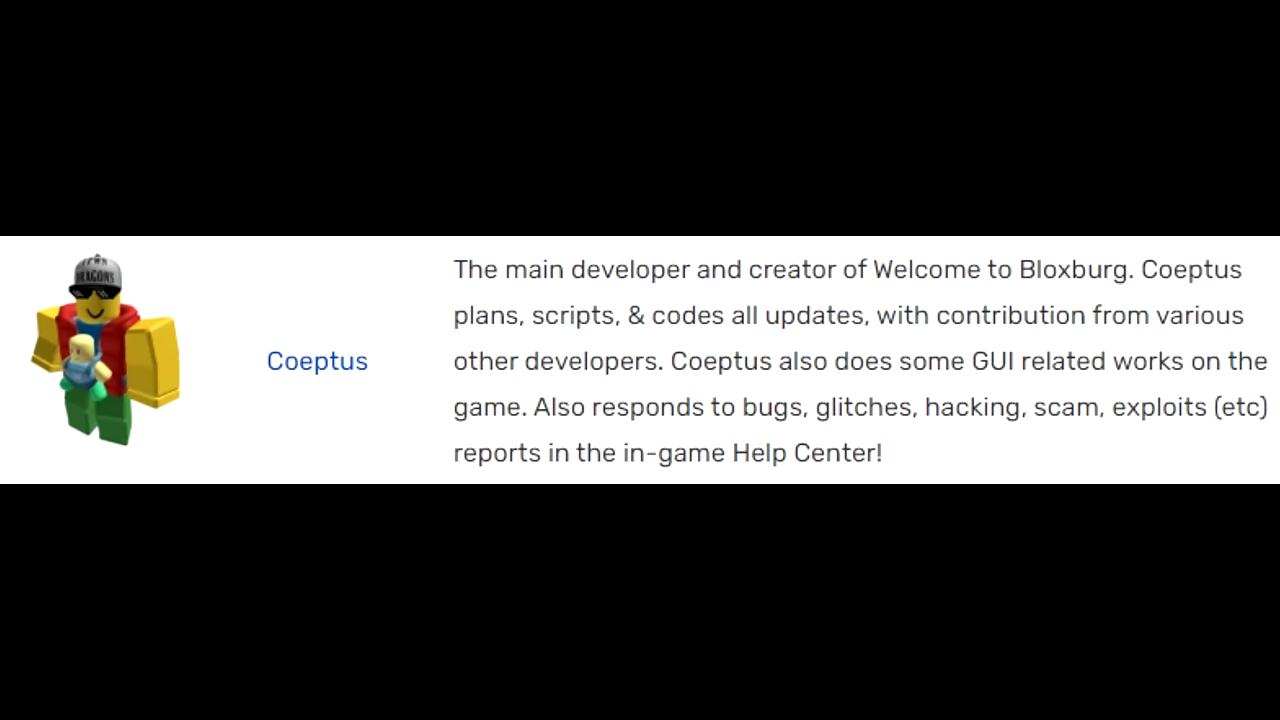 DRAGONS
Coeptus
The main developer and creator of Welcome to Bloxburg. Coeptus
plans, scripts, & codes all updates, with contribution from various
other developers. Coeptus also does some GUI related works on the
game. Also responds to bugs, glitches, hacking, scam, exploits (etc)
reports in the in-game Help Center!